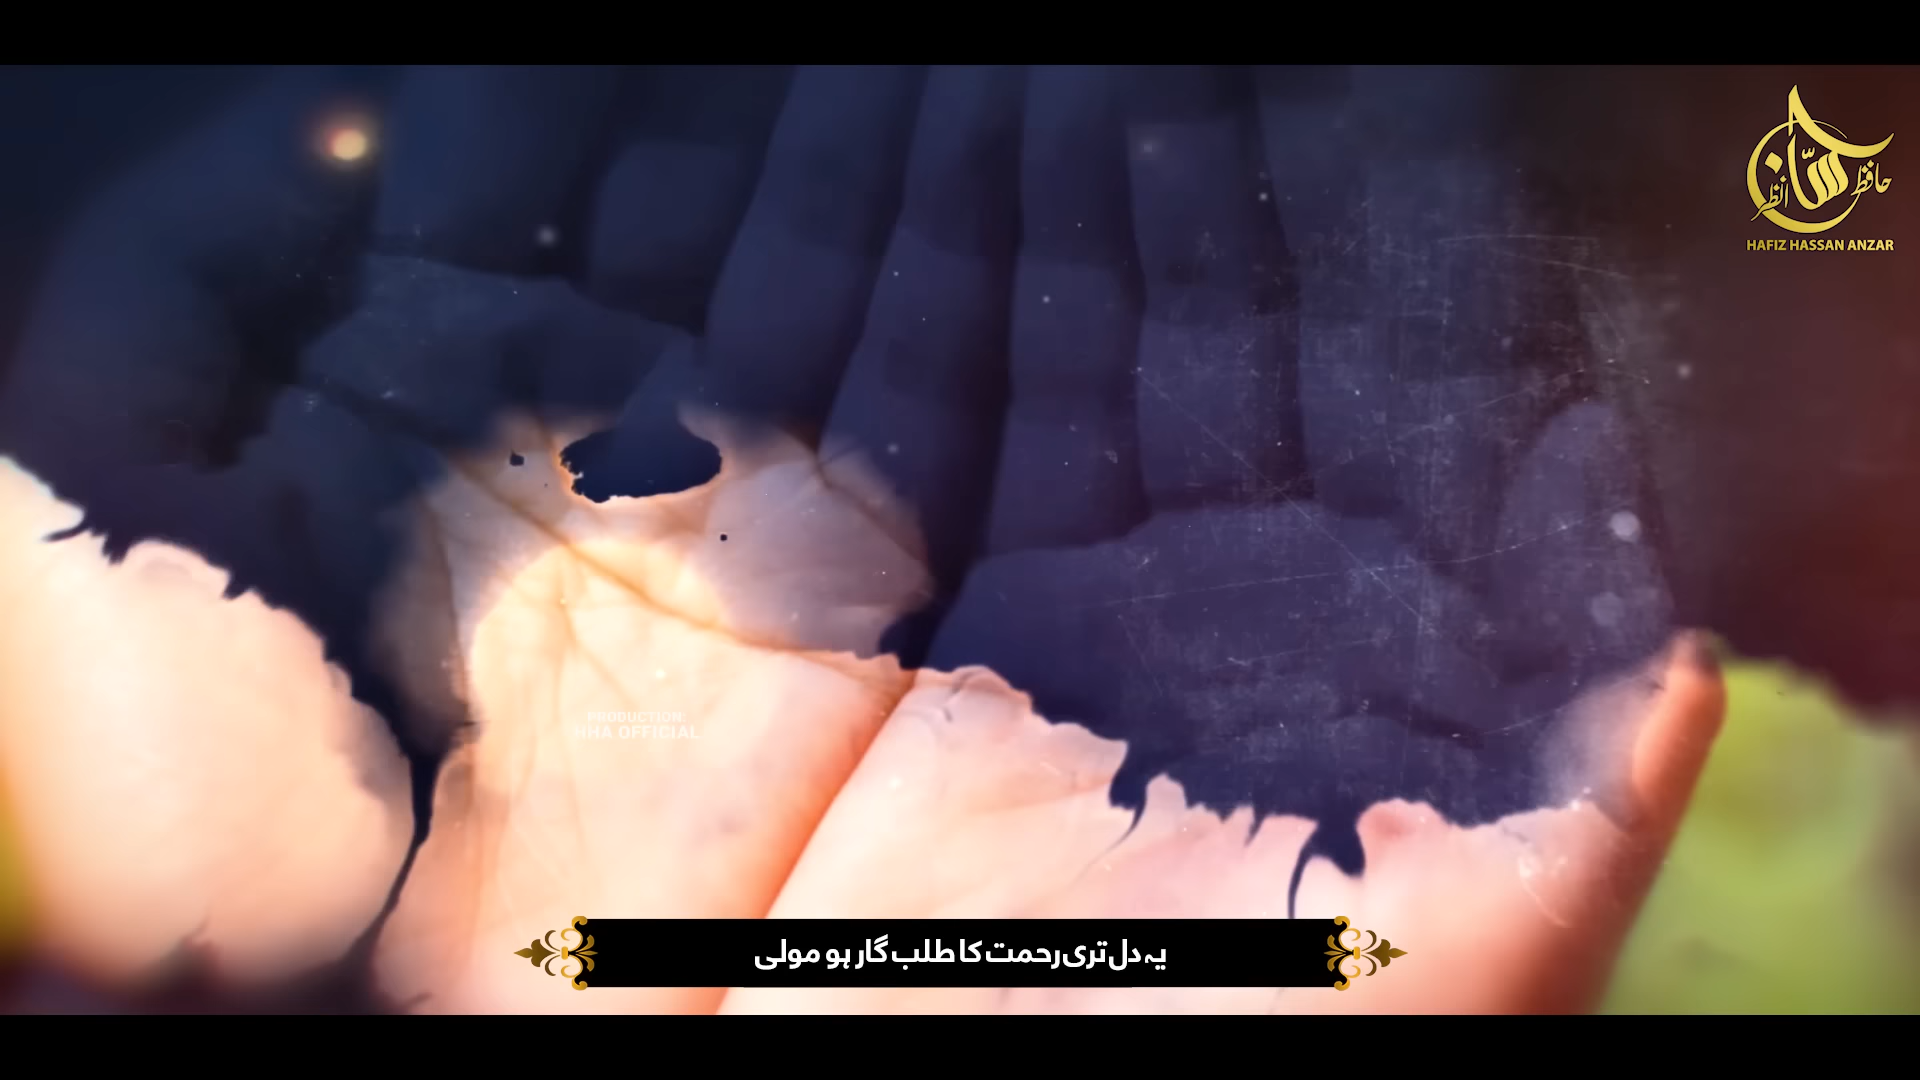 حافظ حسان انظر
HAFIZ HASSAN ANZAR
PRODUCTION:
HHA OFFICIAL
یہ دل تری رحمت کا طلب گار ہو مولی